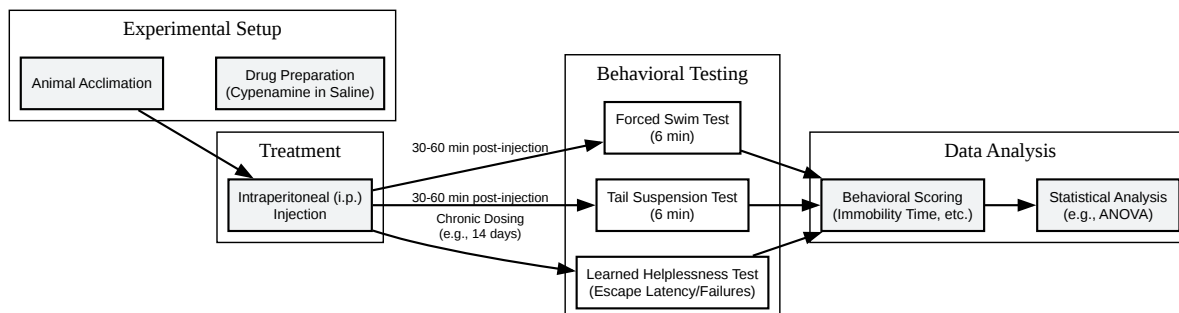 Experimental Setup
Animal Acclimation
Drug Preparation
(Cypenamine in Saline)
Treatment
Intraperitoneal (i.p.)
Injection
30-60 min post-injection
30-60 min post-injection
Chronic Dosing
(e.g., 14 days)
Behavioral Testing
Forced Swim Test
(6 min)
Tail Suspension Test
(6 min)
Learned Helplessness Test
(Escape Latency/Failures)
Data Analysis
Behavioral Scoring
(Immobility Time, etc.)
Statistical Analysis
(e.g., ANOVA)